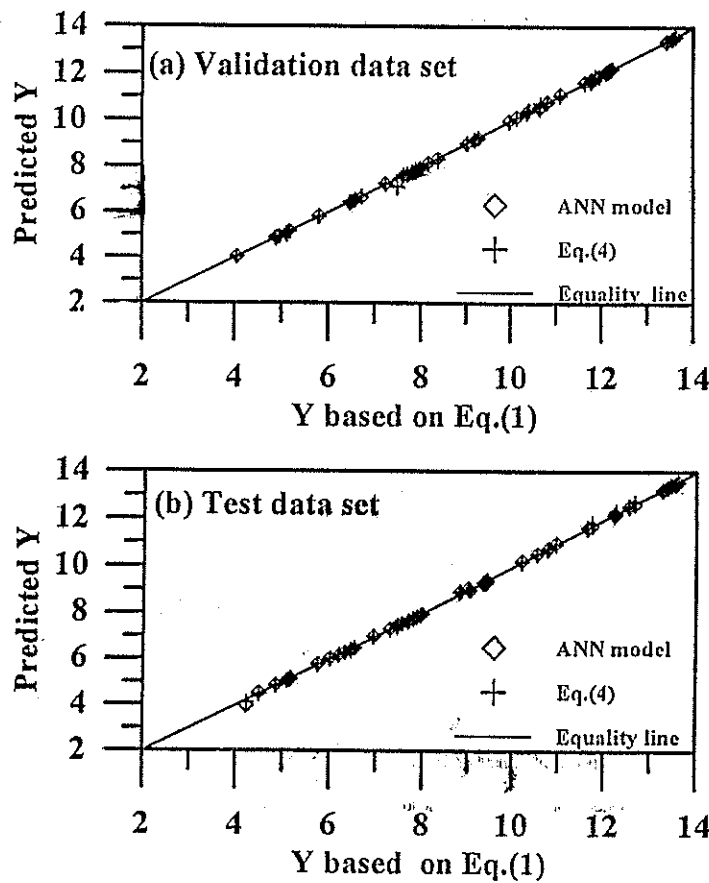 14
12
10
8
6
4
2
Predicted Y
(a) Validation data set
ANN model
Eq.(4)
Equality line
2 4 6 8 10 12 14
Y based on Eq.(1)
14
12
10
8
6
4
2
Predicted Y
(b) Test data set
ANN model
Eq.(4)
Equality line
2 4 6 8 10 12 14
Y based on Eq.(1)